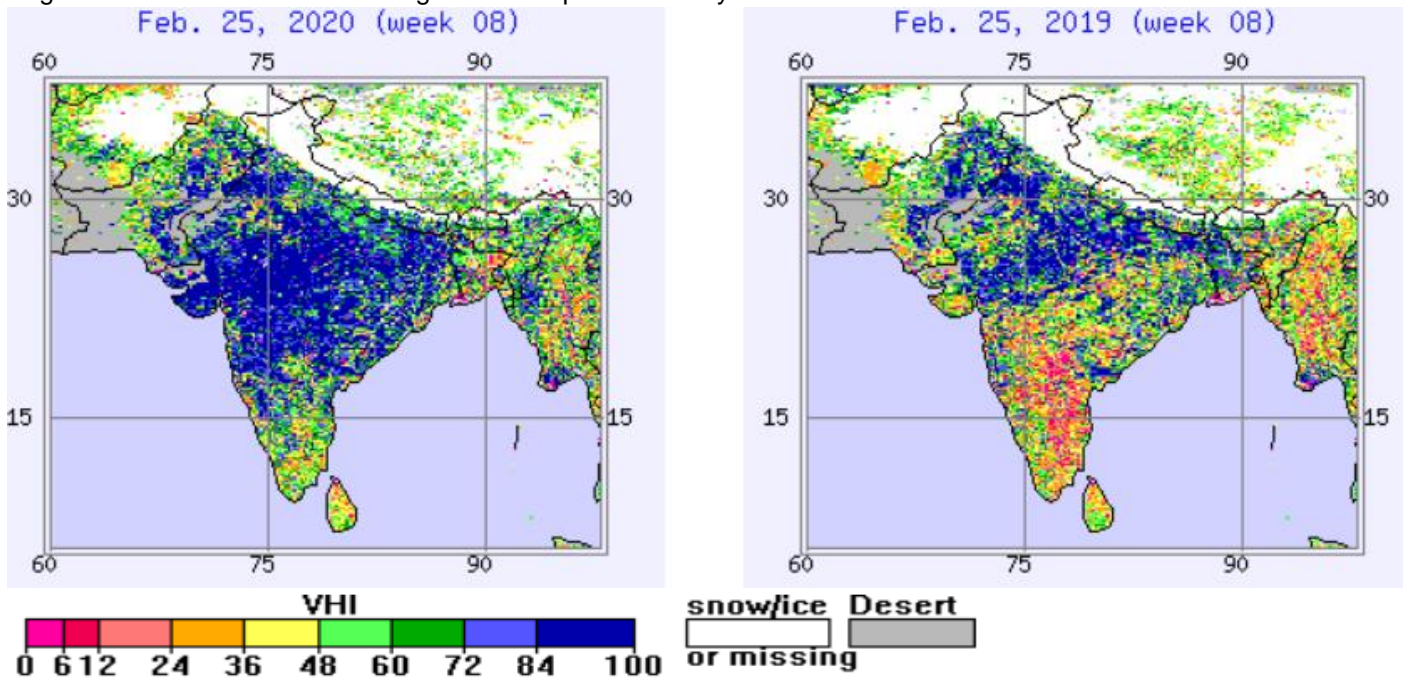 Feb. 25, 2020 (week 08)
60 75 90
30 30
15 15
60 75 90
Feb. 25, 2019 (week 08)
60 75 90
30 30
15 15
60 75 90
VHI
0 6 12 24 36 48 60 72 84 100
snow/ice
or missing
Desert